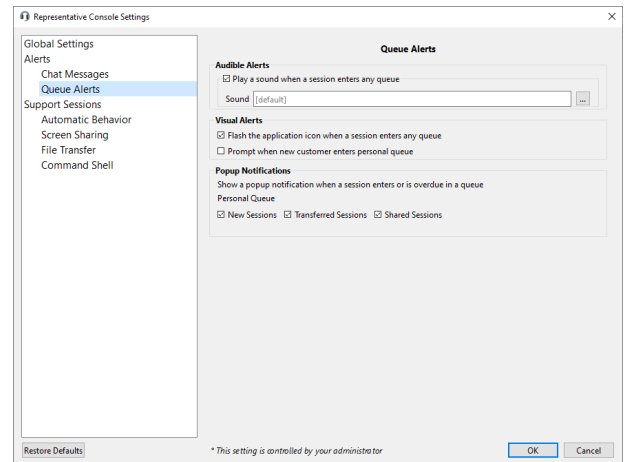 Representative Console Settings
Global Settings
Alerts
Chat Messages
Queue Alerts
Support Sessions
Automatic Behavior
Screen Sharing
File Transfer
Command Shell
Queue Alerts
Audible Alerts
Play a sound when a session enters any queue
Sound [default] ...
Visual Alerts
Flash the application icon when a session enters any queue
Prompt when new customer enters personal queue
Popup Notifications
Show a popup notification when a session enters or is overdue in a queue
Personal Queue
New Sessions Transferred Sessions Shared Sessions
Restore Defaults * This setting is controlled by your administrator OK Cancel